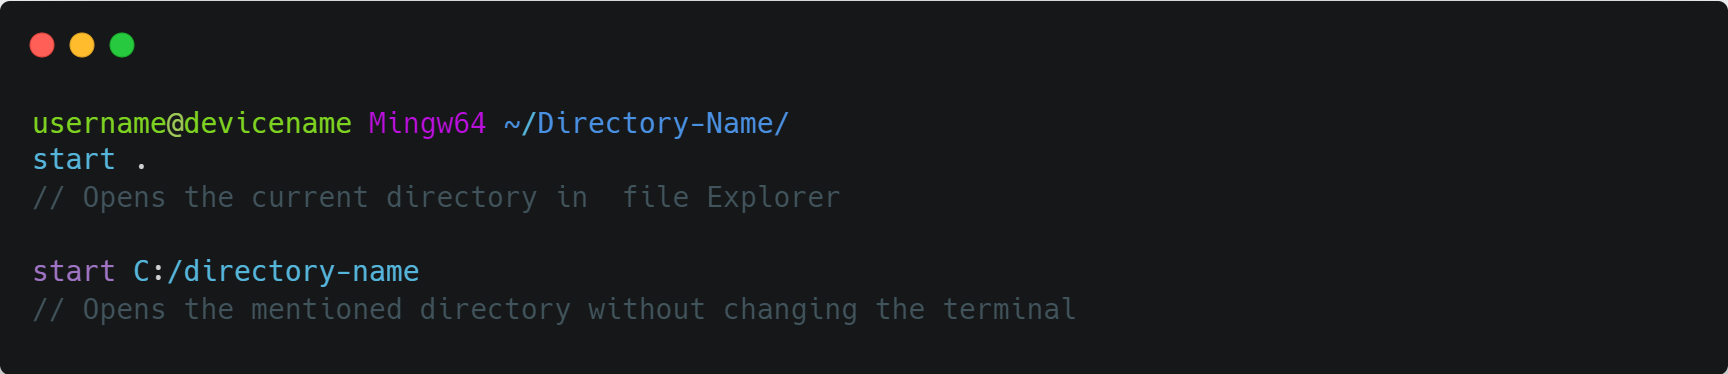 username@devicename Mingw64 ~/Directory-Name/
start .
// Opens the current directory in  file Explorer
start C:/directory-name
// Opens the mentioned directory without changing the terminal